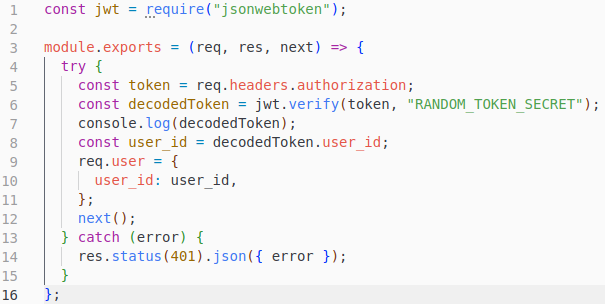 1 const jwt = require("jsonwebtoken");
2
3 module.exports = (req, res, next) => {
4   try {
5     const token = req.headers.authorization;
6     const decodedToken = jwt.verify(token, "RANDOM_TOKEN_SECRET");
7     console.log(decodedToken);
8     const user_id = decodedToken.user_id;
9     req.user = {
10       user_id: user_id,
11     };
12     next();
13   } catch (error) {
14     res.status(401).json({ error });
15   }
16 };